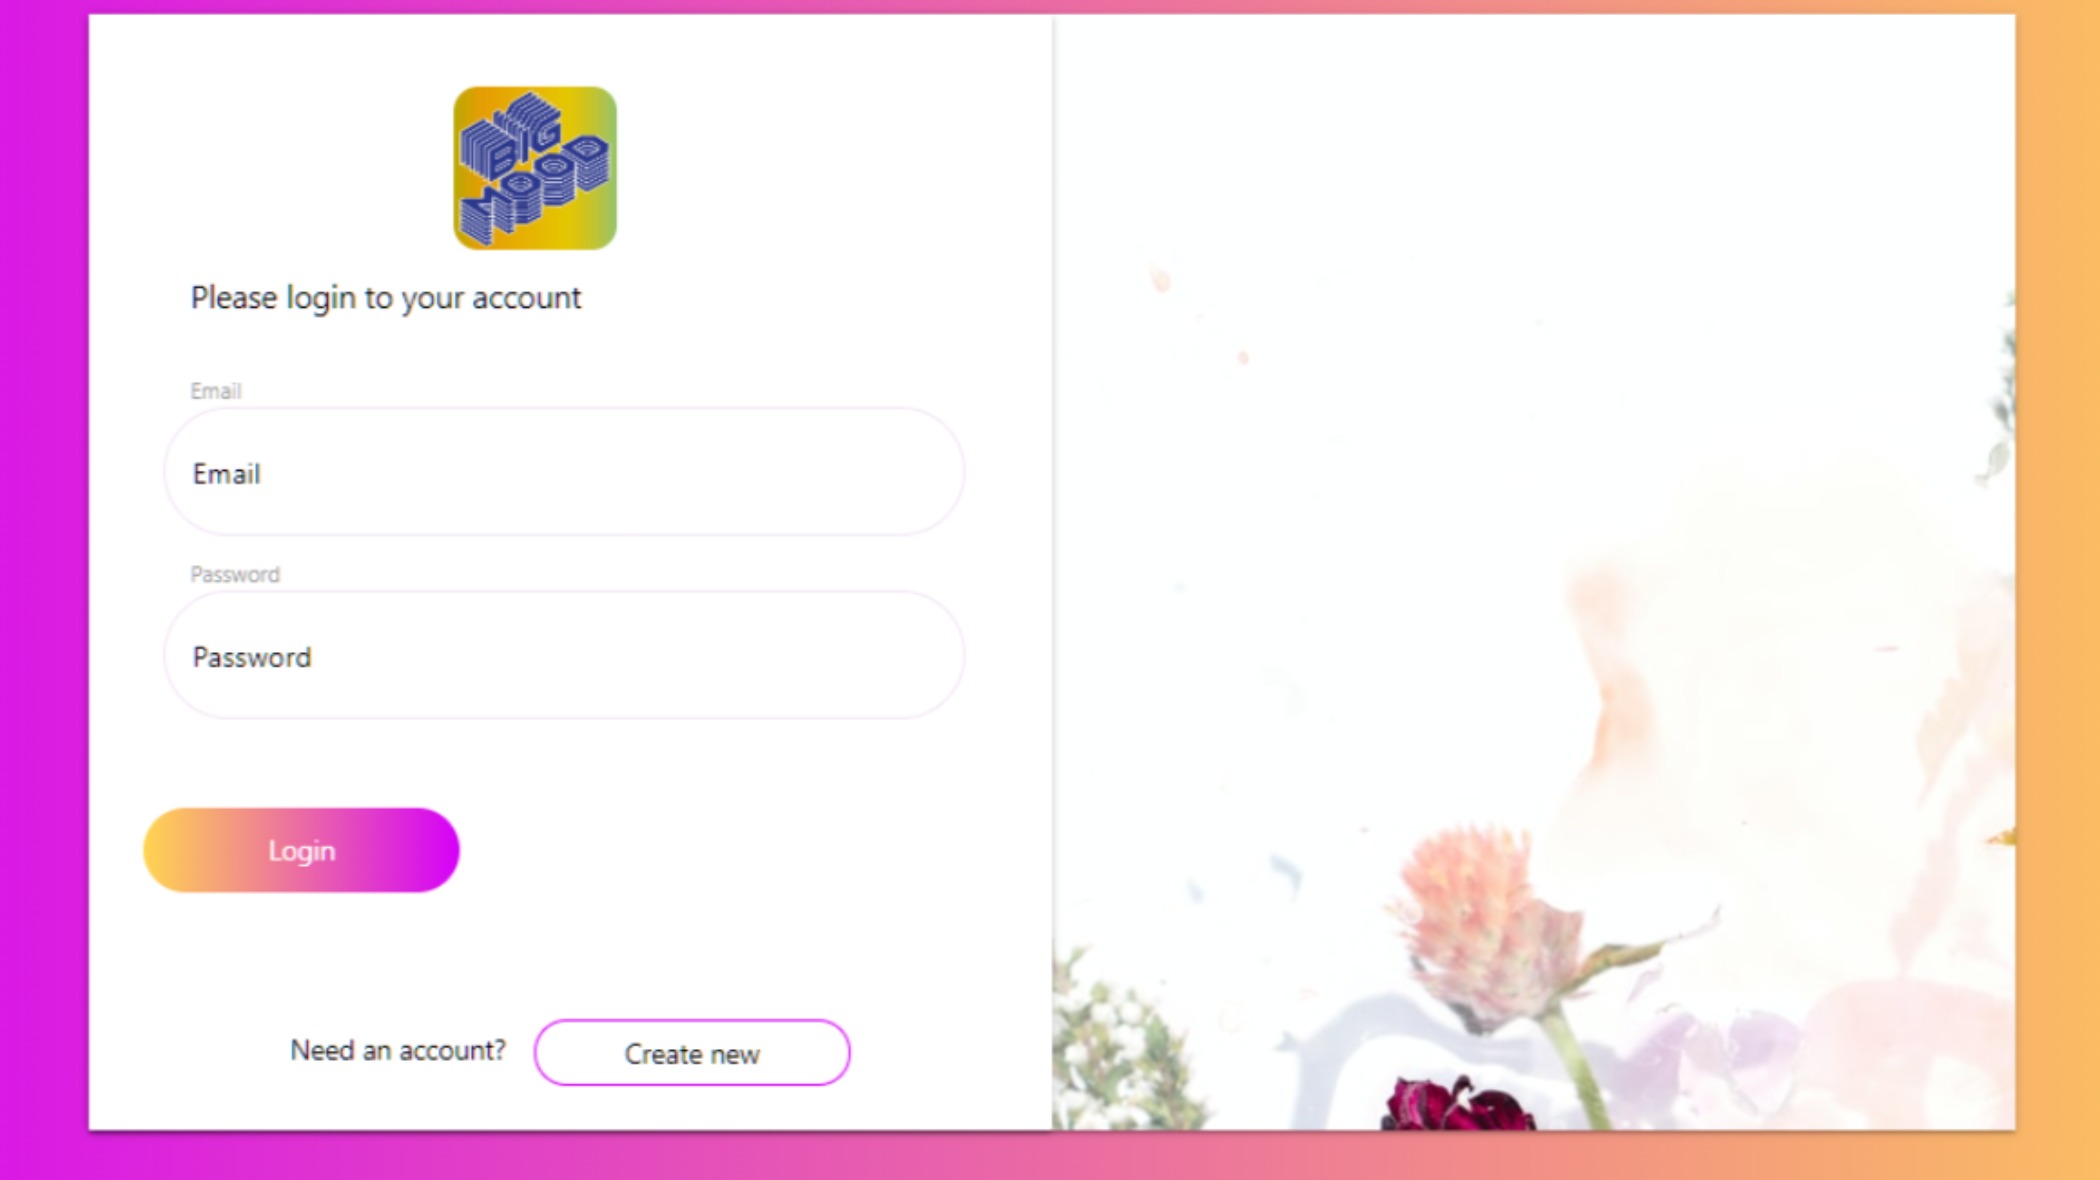 BIG
MOOD
Please login to your account
Email
Email
Password
Password
Login
Need an account?
Create new